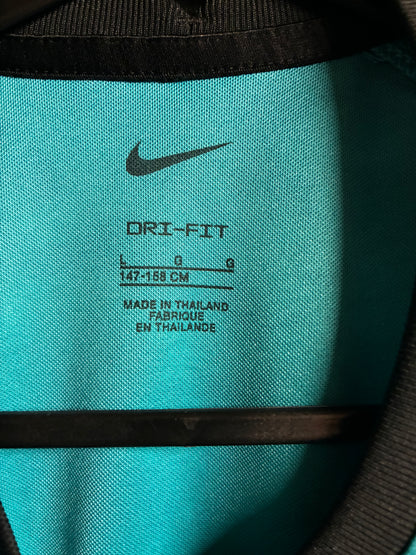 DRI-FIT
L G G
147-158 CM
MADE IN THAILAND
FABRIQUE
EN THAILANDE